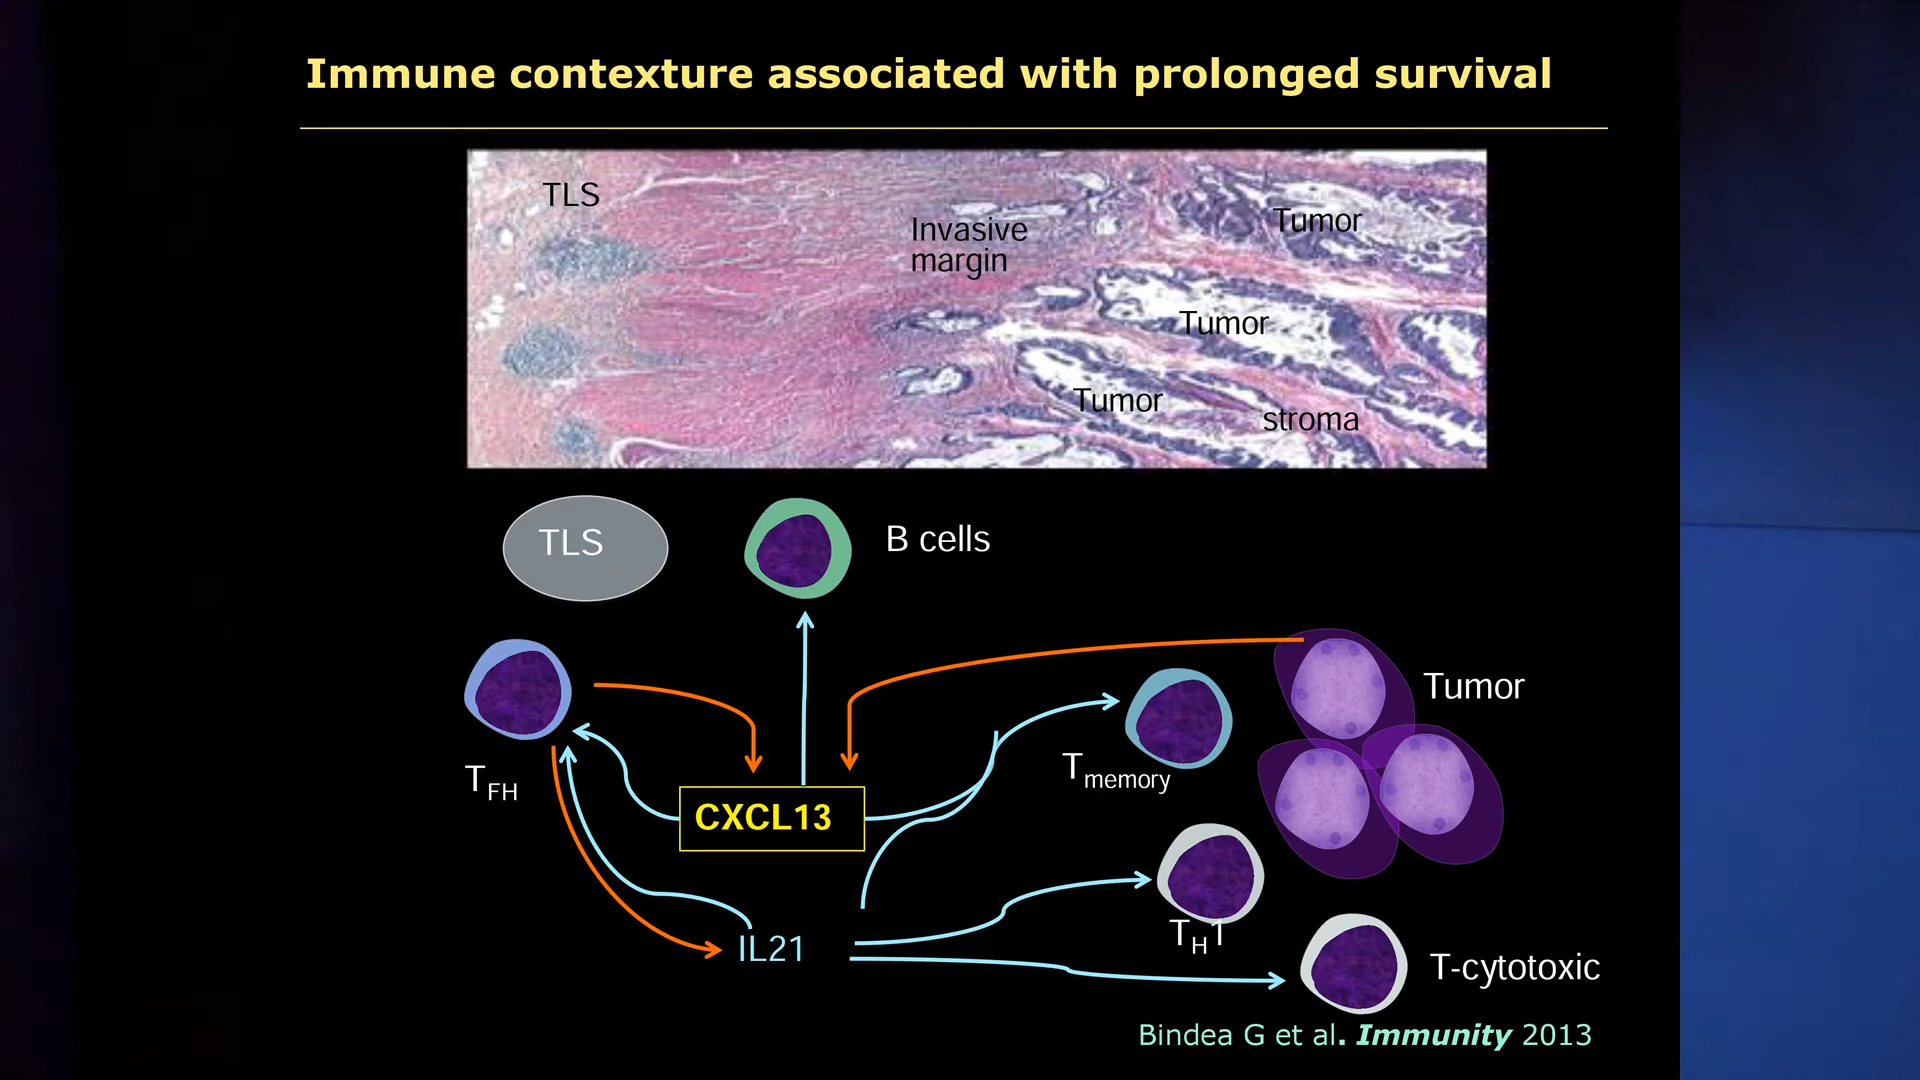 Immune contexture associated with prolonged survival
TLS
Invasive
margin
Tumor
Tumor
Tumor
stroma
TLS
B cells
Tumor
TFH
Tmemory
CXCL13
TH1
IL21
T-cytotoxic
Bindea G et al. Immunity 2013